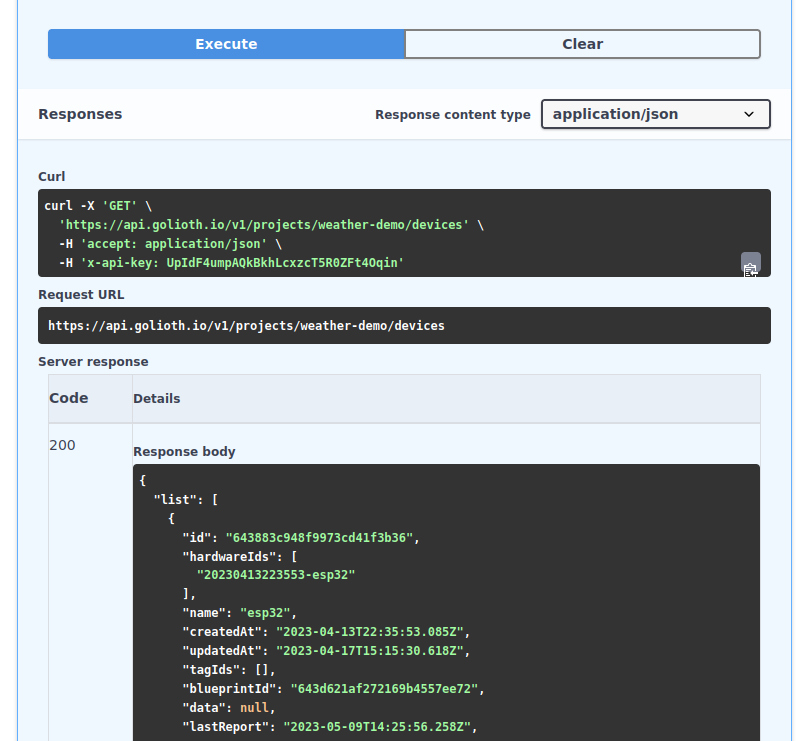 Execute
Clear
Responses
Response content type
application/json
Curl
curl -X 'GET' \
'https://api.golioth.io/v1/projects/weather-demo/devices' \
-H 'accept: application/json' \
-H 'x-api-key: UpIdF4umpAQkBkhLcxzcT5R0ZFt4Oqin'
Request URL
https://api.golioth.io/v1/projects/weather-demo/devices
Server response
Code
Details
200
Response body
{
"list": [
{
"id": "643883c948f9973cd41f3b36",
"hardwareIds": [
"20230413223553-esp32"
],
"name": "esp32",
"createdAt": "2023-04-13T22:35:53.085Z",
"updatedAt": "2023-04-17T15:15:30.618Z",
"tagIds": [],
"blueprintId": "643d621af272169b4557ee72",
"data": null,
"lastReport": "2023-05-09T14:25:56.258Z",